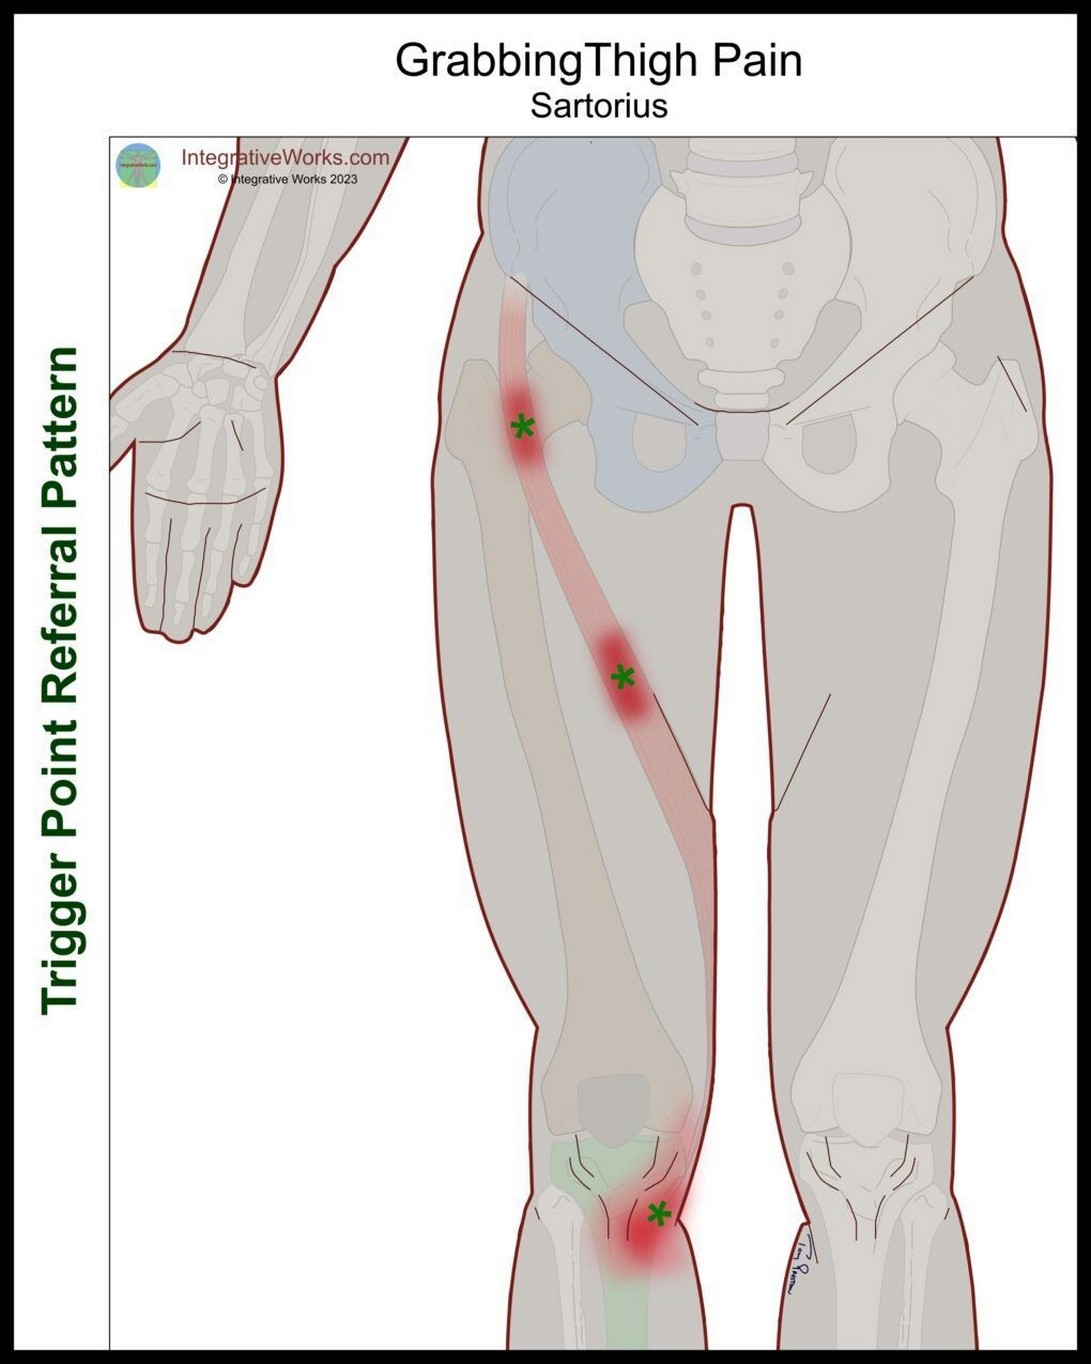 GrabbingThigh Pain
Sartorius
IntegrativeWorks.com
© Integrative Works 2023
Trigger Point Referral Pattern